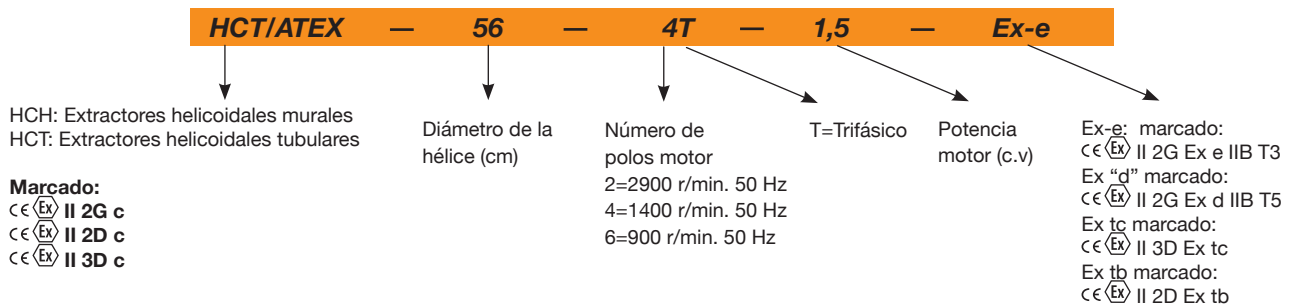 HCT/ATEX — 56 — 4T — 1,5 — Ex-e
HCH: Extractores helicoidales murales
HCT: Extractores helicoidales tubulares
Marcado:
CE Ex II 2G c
CE Ex II 2D c
CE Ex II 3D c
Diámetro de la
hélice (cm)
Número de
polos motor
2=2900 r/min. 50 Hz
4=1400 r/min. 50 Hz
6=900 r/min. 50 Hz
T=Trifásico
Potencia
motor (c.v)
Ex-e: marcado:
CE Ex II 2G Ex e IIB T3
Ex “d” marcado:
CE Ex II 2G Ex d IIB T5
Ex tc marcado:
CE Ex II 3D Ex tc
Ex tb marcado:
CE Ex II 2D Ex tb